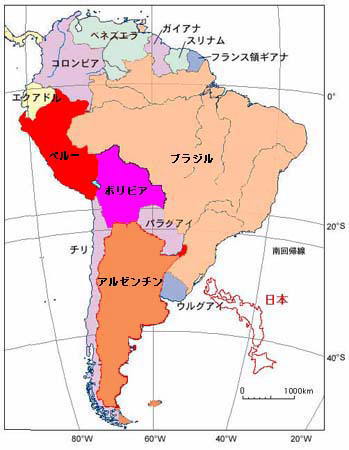 ベネズエラ
ガイアナ
スリナム
フランス領ギアナ
コロンビア
エクアドル
0°
ペルー
ブラジル
ボリビア
パラグアイ
20°S
チリ
南回帰線
アルゼンチン
ウルグアイ
日本
40°S
0 1000km
80°W 60°W 40°W 20°W